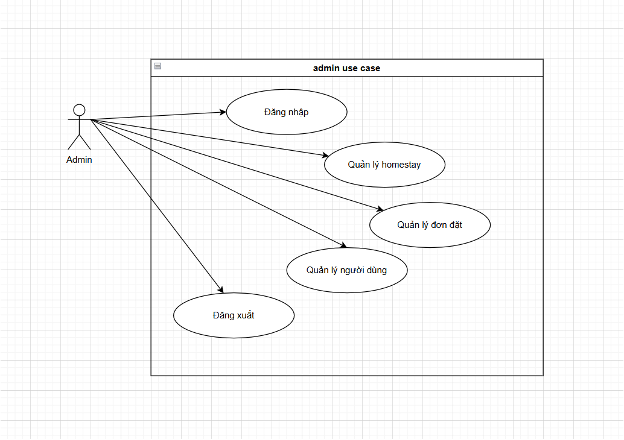 admin use case
Đăng nhập
Admin
Quản lý homestay
Quản lý đơn đặt
Quản lý người dùng
Đăng xuất